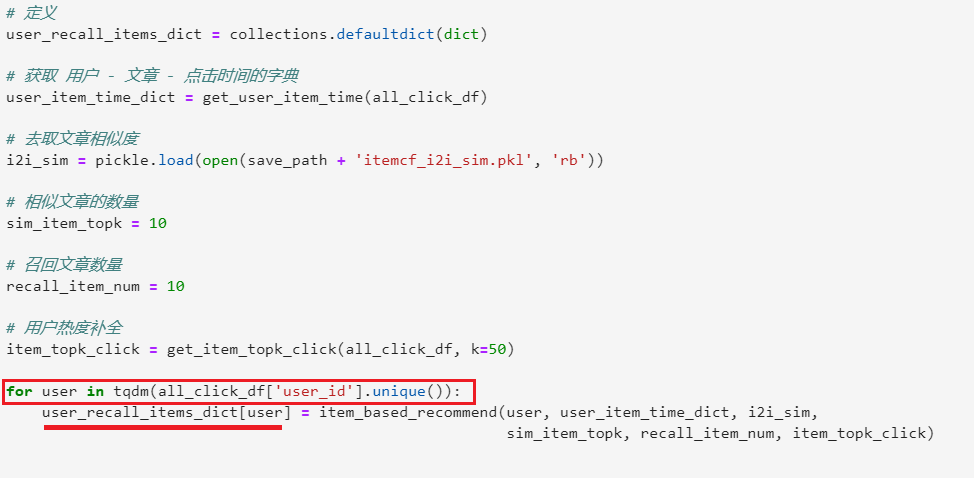 # 定义
user_recall_items_dict = collections.defaultdict(dict)
# 获取 用户 - 文章 - 点击时间的字典
user_item_time_dict = get_user_item_time(all_click_df)
# 去取文章相似度
i2i_sim = pickle.load(open(save_path + 'itemcf_i2i_sim.pkl', 'rb'))
# 相似文章的数量
sim_item_topk = 10
# 召回文章数量
recall_item_num = 10
# 用户热度补全
item_topk_click = get_item_topk_click(all_click_df, k=50)
for user in tqdm(all_click_df['user_id'].unique()):
user_recall_items_dict[user] = item_based_recommend(user, user_item_time_dict, i2i_sim,
sim_item_topk, recall_item_num, item_topk_click)